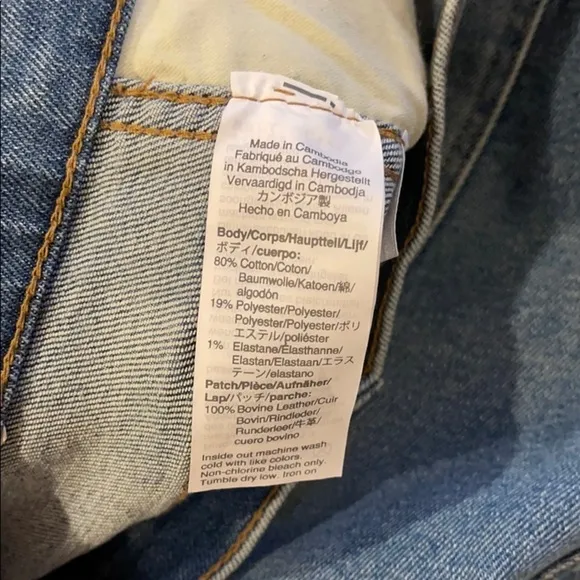 Made in Cambodia
Fabriqué au Cambodge
in Kambodscha Hergestellt
Vervaardigd in Cambodja
カンボジア製
Hecho en Camboya
Body/Corps/Hauptteil/Lijf/
ボディ/cuerpo:
80% Cotton/Coton/
Baumwolle/Katoen/綿/
algodón
19% Polyester/Polyester/
Polyester/Polyester/ポリ
エステル/poliéster
1% Elastane/Élasthanne/
Elastan/Elastaan/エラス
テーン/elastano
Patch/Pièce/Aufnäher/
Lap/パッチ/parche:
100% Bovine Leather/Cuir
Bovin/Rindleder/
Runderleer/牛革/
cuero bovino
Inside out machine wash
cold with like colors.
Non-chlorine bleach only.
Tumble dry low. Iron on